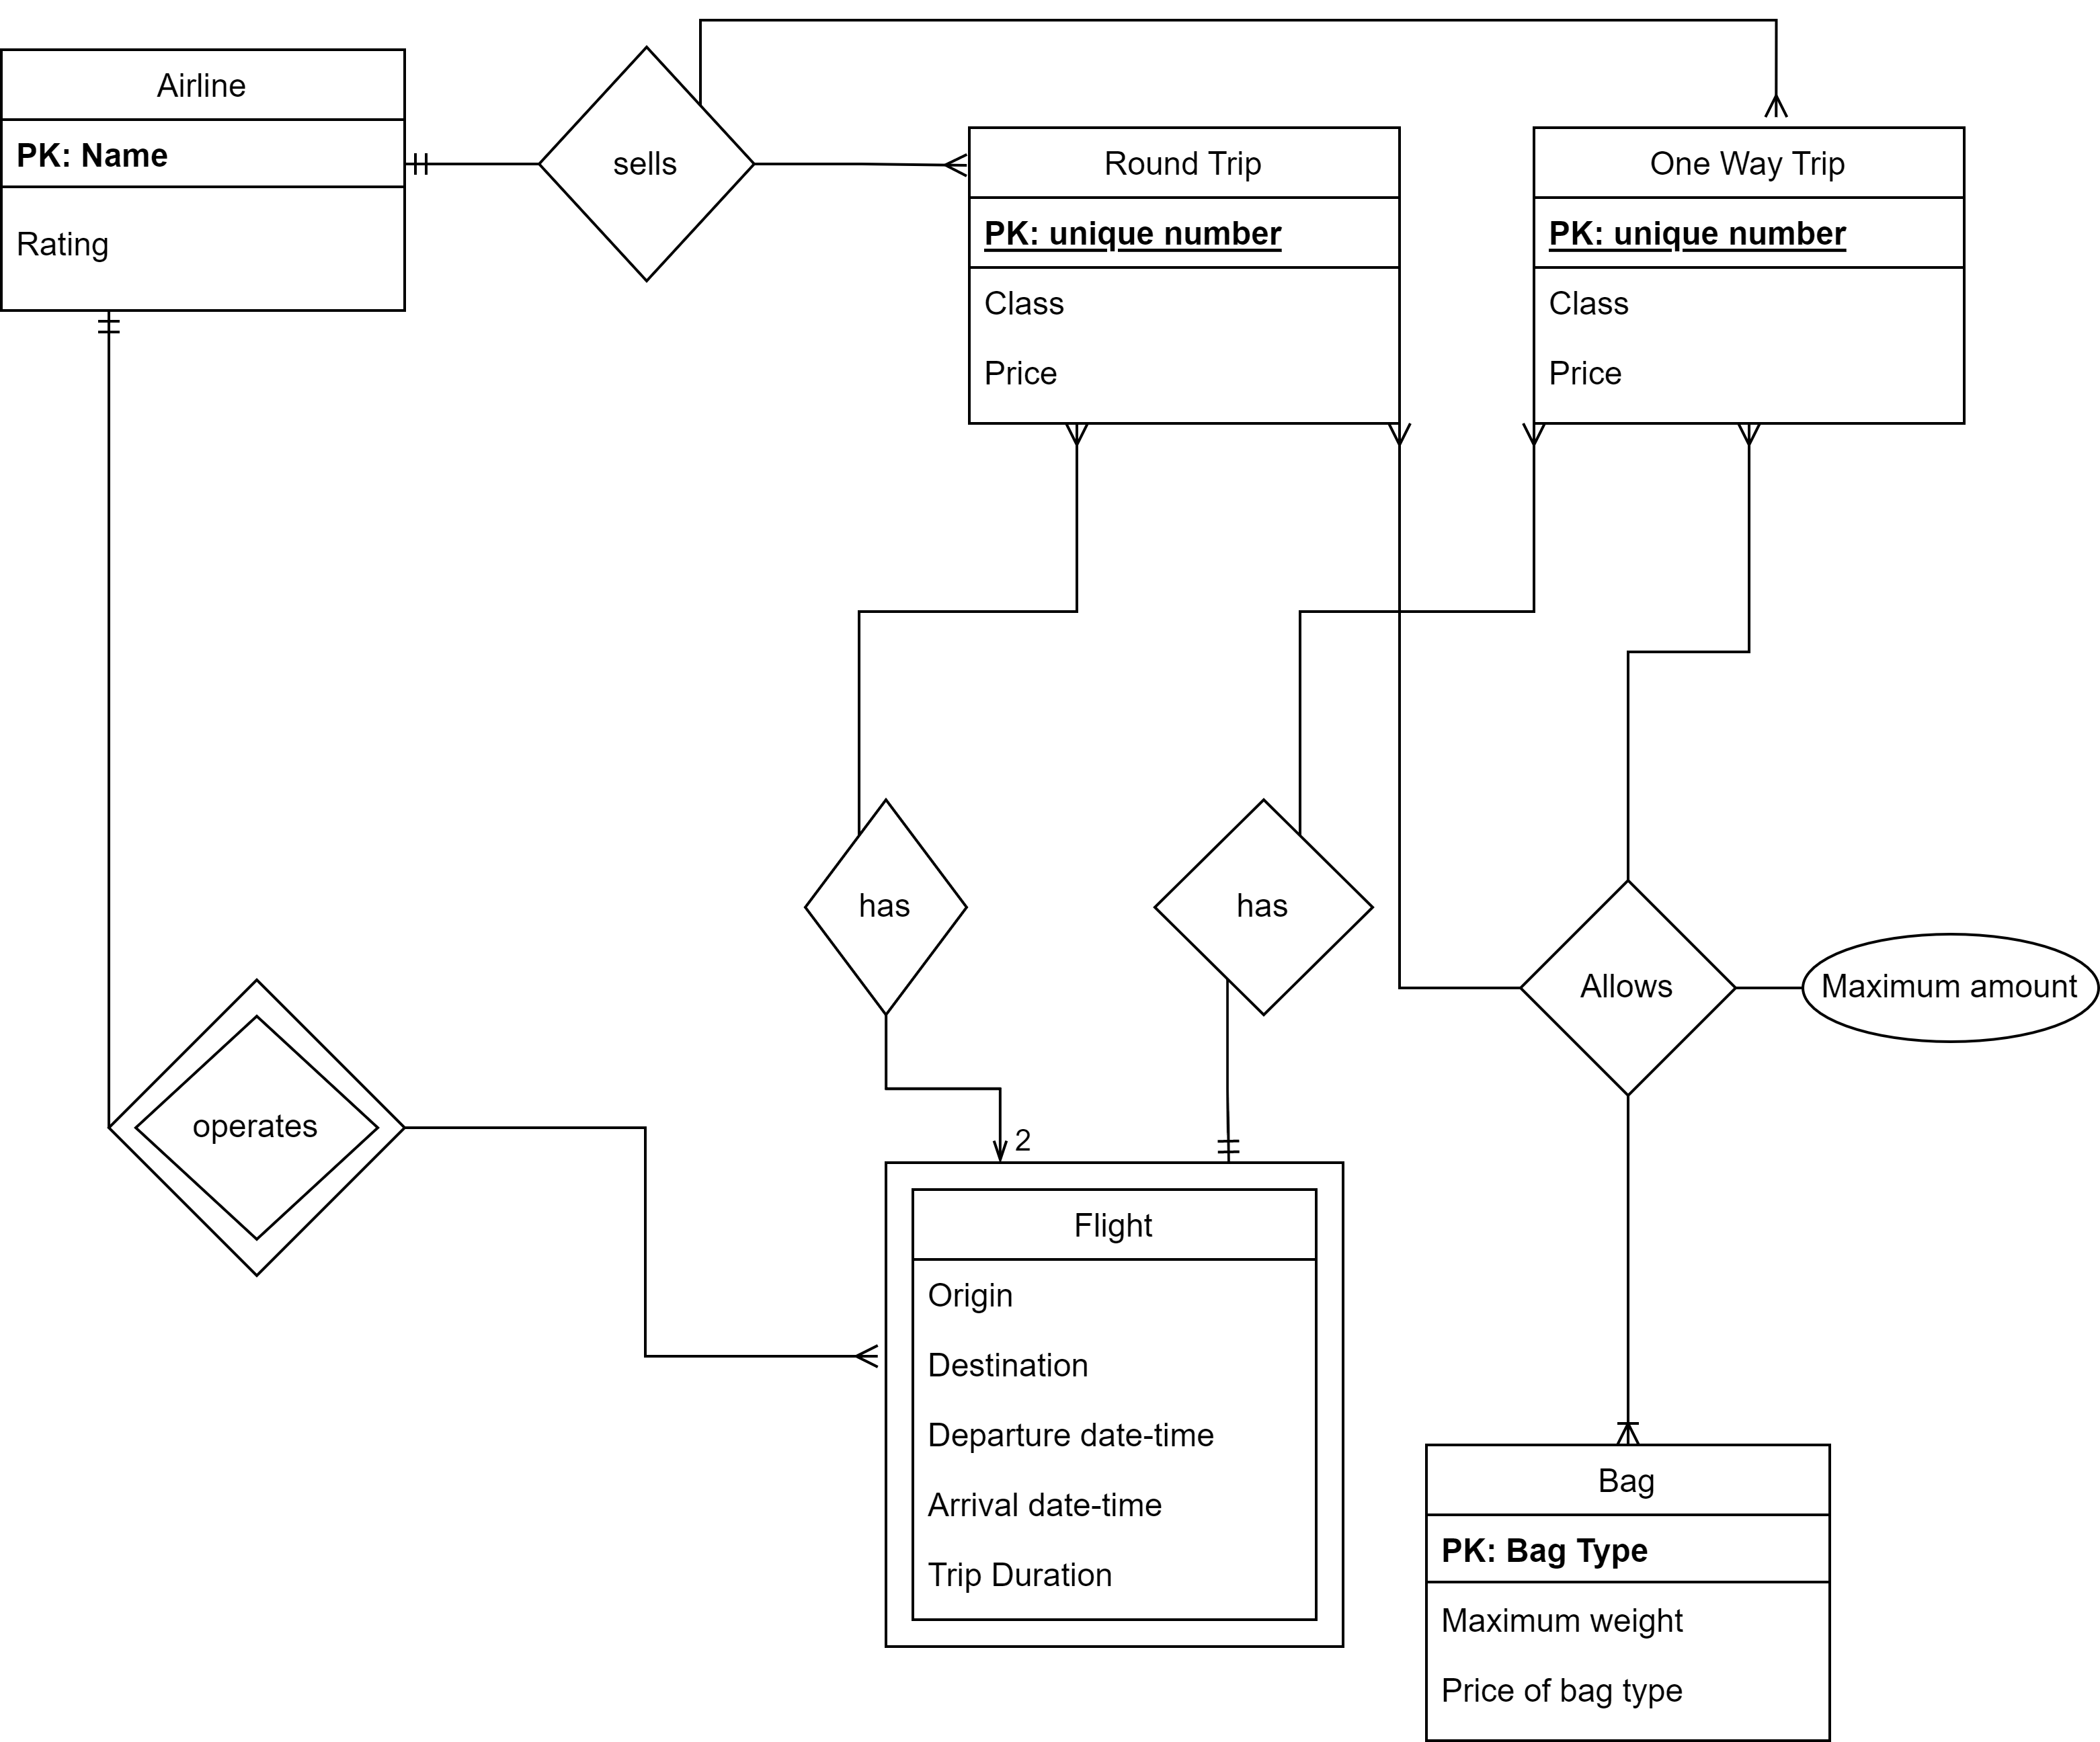 Airline
PK: Name
Rating
sells
Round Trip
PK: unique number
Class
Price
One Way Trip
PK: unique number
Class
Price
has
has
Allows
Maximum amount
operates
2
Flight
Origin
Destination
Departure date-time
Arrival date-time
Trip Duration
Bag
PK: Bag Type
Maximum weight
Price of bag type